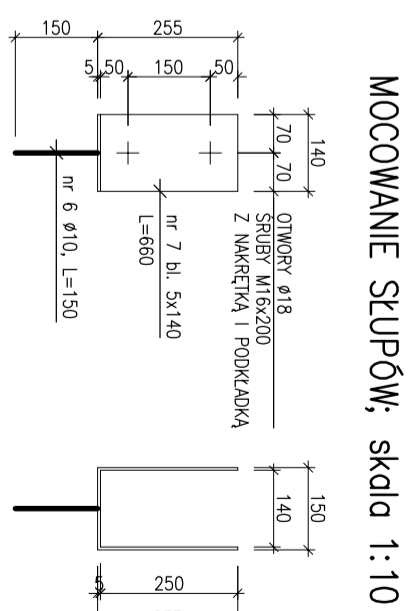 MOCOWANIE SŁUPÓW; skala 1:10
150
255
5
50
150
50
140
70
70
OTWORY ø18
ŚRUBY M16x200
Z NAKRĘTKĄ I PODKŁADKĄ
nr 7 bl. 5x140
L=660
nr 6 ø10, L=150
150
140
5
250